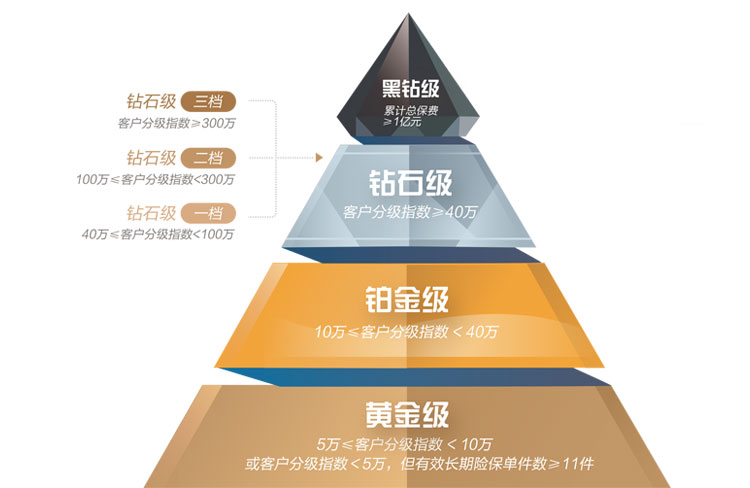 黑钻级
累计总保费
≥1亿元
钻石级 三档
客户分级指数≥300万
钻石级 二档
100万≤客户分级指数<300万
钻石级 一档
40万≤客户分级指数<100万
钻石级
客户分级指数≥40万
铂金级
10万≤客户分级指数<40万
黄金级
5万≤客户分级指数<10万
或客户分级指数<5万，但有效长期险保单件数≥11件